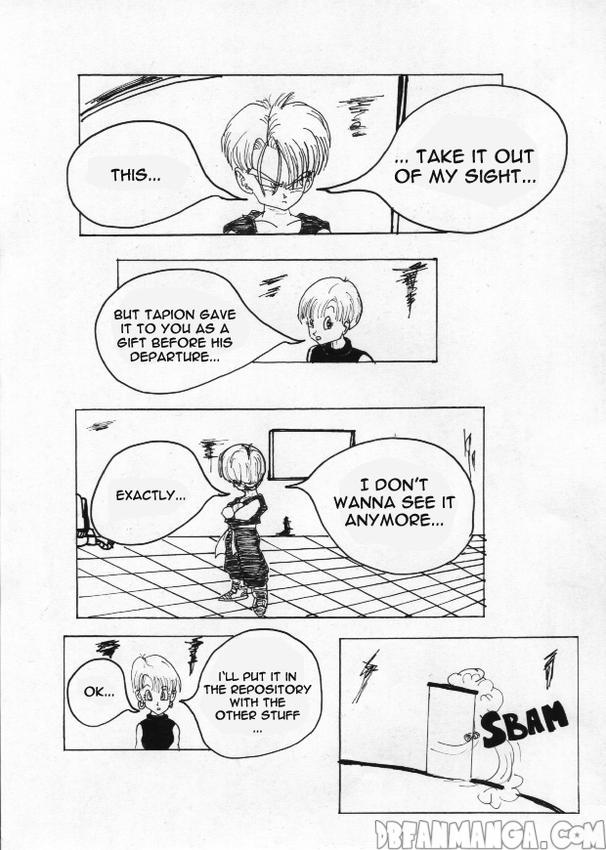 THIS...
... TAKE IT OUT
OF MY SIGHT...
BUT TAPION GAVE
IT TO YOU AS A
GIFT BEFORE HIS
DEPARTURE...
EXACTLY...
I DON'T
WANNA SEE IT
ANYMORE...
OK...
I'LL PUT IT IN
THE REPOSITORY
WITH THE
OTHER STUFF
...
SBAM
DBFANMANGA.COM